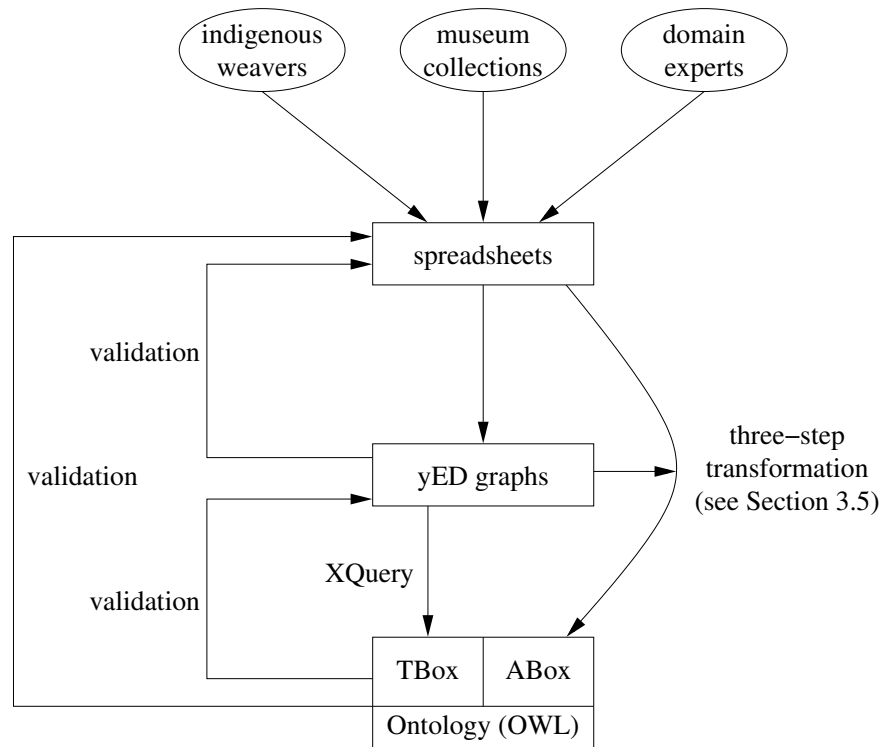 indigenous
weavers
museum
collections
domain
experts
spreadsheets
validation
three−step
transformation
(see Section 3.5)
validation
yED graphs
XQuery
validation
TBox
ABox
Ontology (OWL)